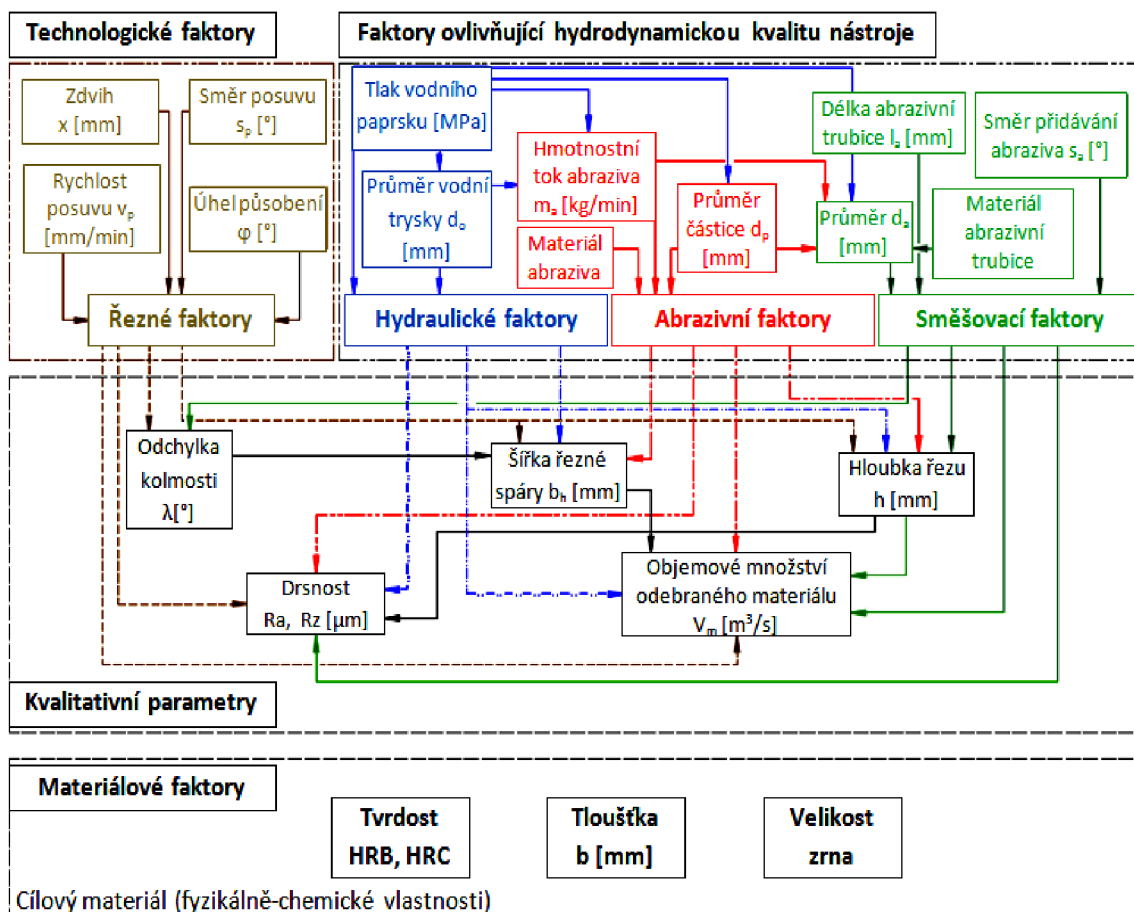 Technologické faktory
Faktory ovlivňující hydrodynamickou kvalitu nástroje
Zdvih
x [mm]
Směr posuvu
sₚ [°]
Rychlost
posuvu vₚ
[mm/min]
Úhel působení
φ [°]
Řezné faktory
Tlak vodního
paprsku [MPa]
Průměr vodní
trysky dₒ
[mm]
Hydraulické faktory
Hmotnostní
tok abraziva
mₐ [kg/min]
Materiál
abraziva
Průměr
částice dₚ
[mm]
Abrazivní faktory
Délka abrazivní
trubice lₐ [mm]
Směr přidávání
abraziva sₐ [°]
Průměr dₐ
[mm]
Materiál
abrazivní
trubice
Směšovací faktory
Odchylka
kolmosti
λ[°]
Šířka řezné
spáry bₕ [mm]
Hloubka řezu
h [mm]
Drsnost
Ra, Rz [µm]
Objemové množství
odebraného materiálu
Vₘ [m³/s]
Kvalitativní parametry
Materiálové faktory
Tvrdost
HRB, HRC
Tloušťka
b [mm]
Velikost
zrna
Cílový materiál (fyzikálně-chemické vlastnosti)